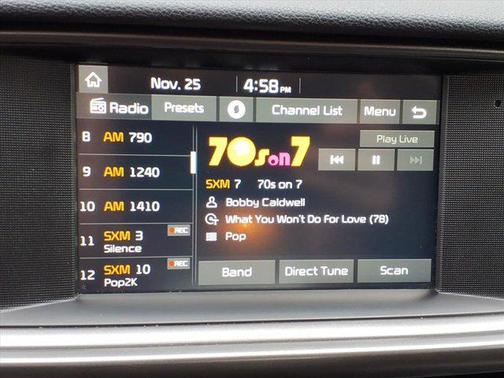 Nov. 25 4:58 PM
Radio Presets Channel List Menu
8 AM 790
9 AM 1240
10 AM 1410
11 SXM 3 REC
Silence
12 SXM 10 REC
Pop2K
70s on 7
Play Live
SXM 7 70s on 7
Bobby Caldwell
What You Won't Do For Love (78)
Pop
Band Direct Tune Scan